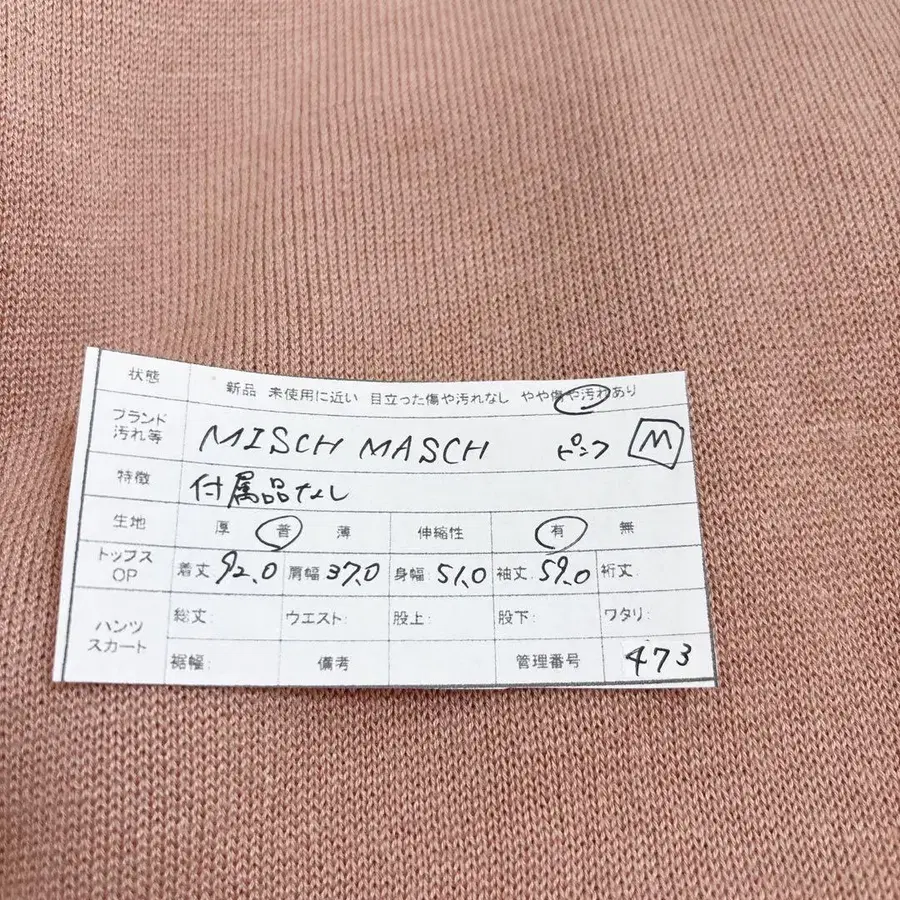 状態 新品 未使用に近い 目立った傷や汚れなし やや傷や汚れあり
ブランド
汚れ等 MISCH MASCH ピンク M
特徴 付属品なし
生地 厚 普 薄 伸縮性 有 無
トップス
OP 着丈 92.0 肩幅 37.0 身幅: 51.0 袖丈: 59.0 裄丈:
パンツ
スカート 総丈: ウエスト: 股上: 股下: ワタリ:
裾幅: 備考 管理番号 473